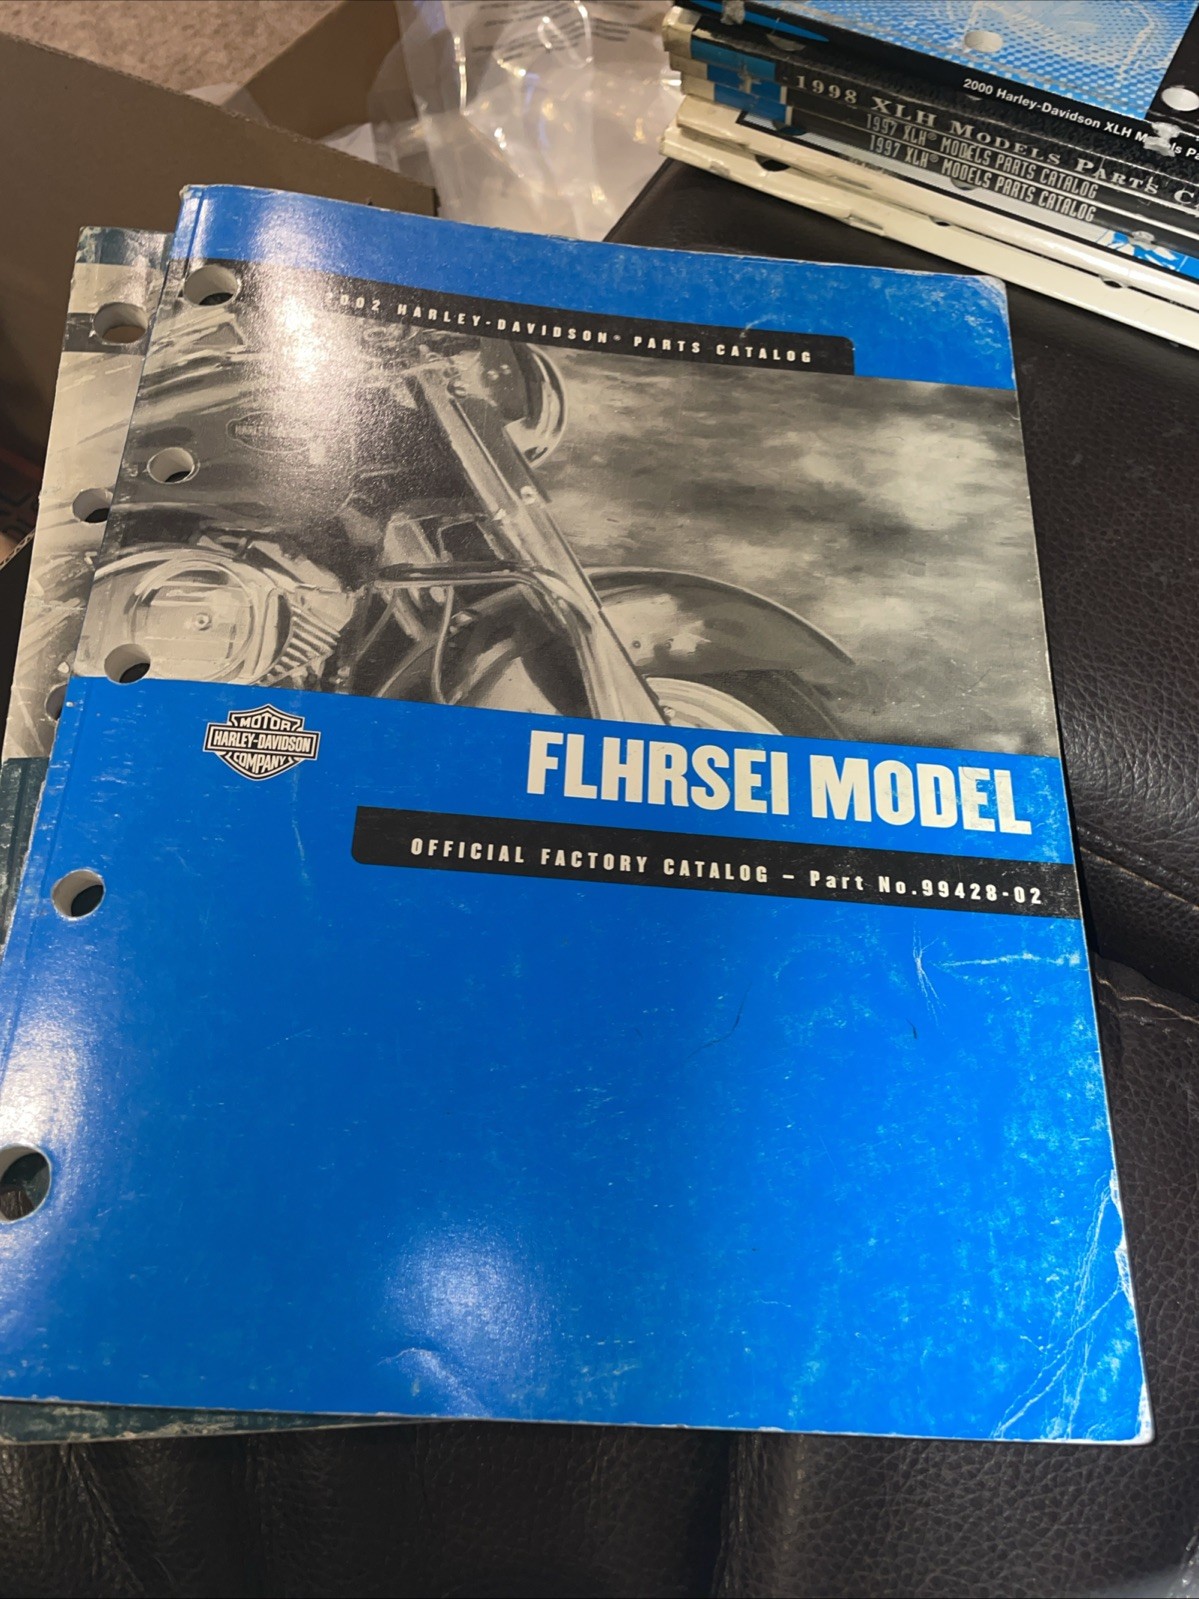 2000 Harley-Davidson XLH
1998 XLH MODELS PARTS
1997 XLH® MODELS PARTS CATALOG
1997 XLH® MODELS PARTS CATALOG
2002 HARLEY-DAVIDSON® PARTS CATALOG
MOTOR
HARLEY-DAVIDSON
COMPANY
FLHRSEI MODEL
OFFICIAL FACTORY CATALOG – Part No.99428-02